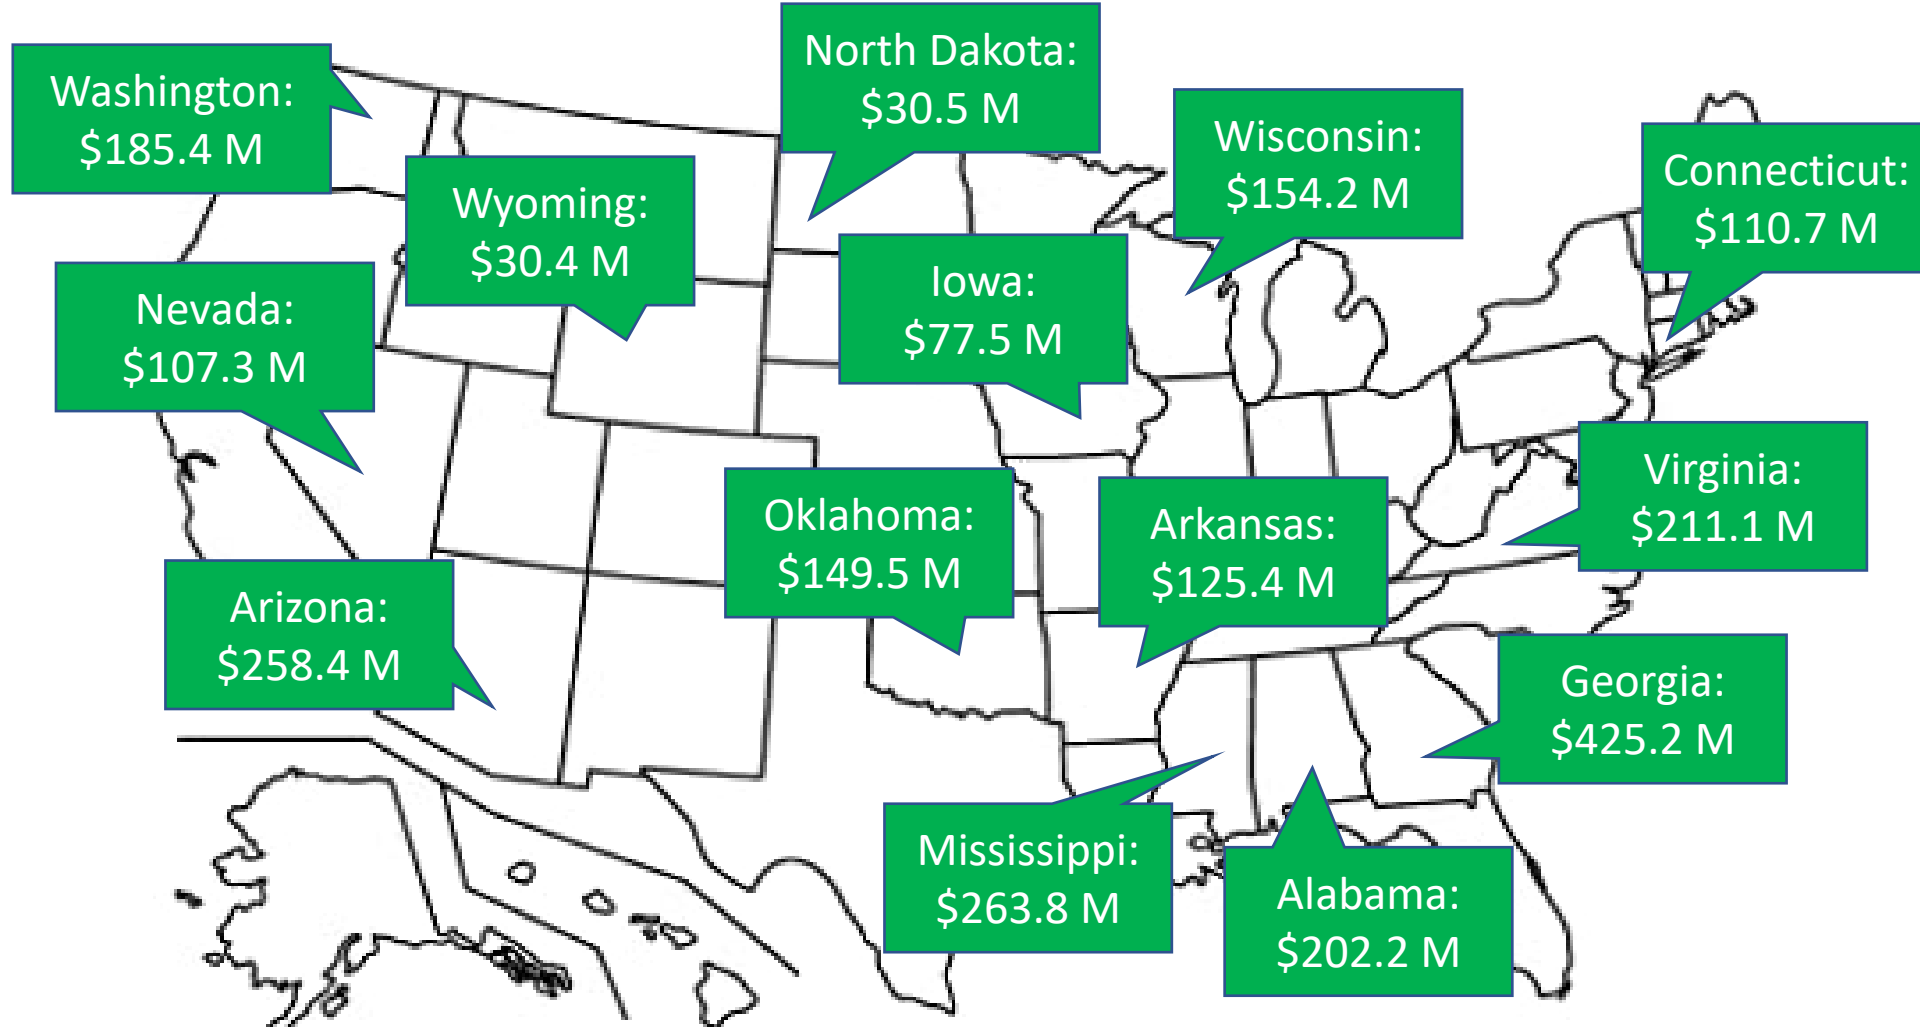 North Dakota:
$30.5 M
Washington:
$185.4 M
Wisconsin:
$154.2 M
Connecticut:
$110.7 M
Wyoming:
$30.4 M
Iowa:
$77.5 M
Nevada:
$107.3 M
Virginia:
$211.1 M
Oklahoma:
$149.5 M
Arkansas:
$125.4 M
Arizona:
$258.4 M
Georgia:
$425.2 M
Mississippi:
$263.8 M
Alabama:
$202.2 M